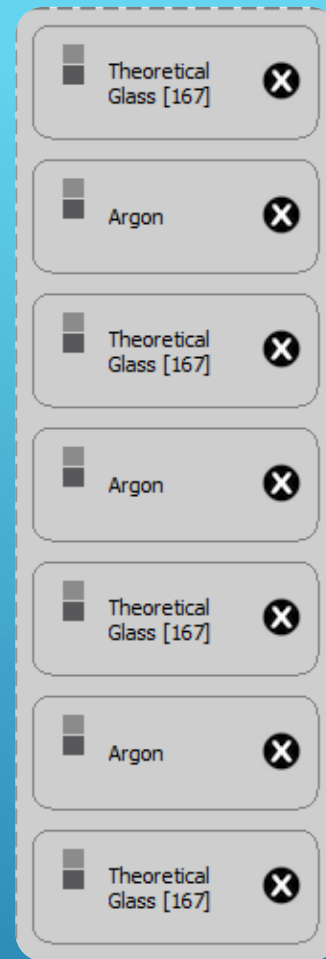 Theoretical
Glass [167]
Argon
Theoretical
Glass [167]
Argon
Theoretical
Glass [167]
Argon
Theoretical
Glass [167]